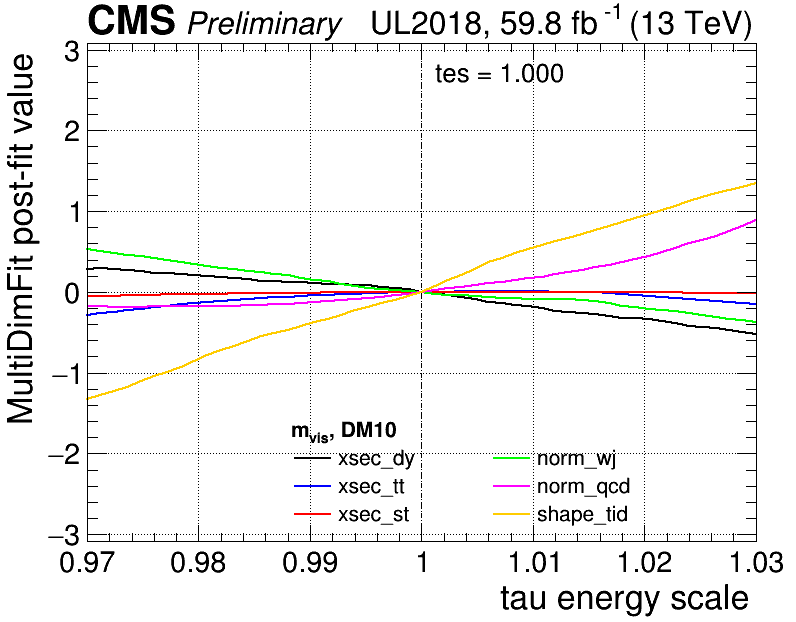 CMS Preliminary UL2018, 59.8 fb⁻¹ (13 TeV)
MultiDimFit post-fit value
3
2
1
0
−1
−2
−3
tes = 1.000
m_vis, DM10
xsec_dy norm_wj
xsec_tt norm_qcd
xsec_st shape_tid
0.97 0.98 0.99 1 1.01 1.02 1.03
tau energy scale